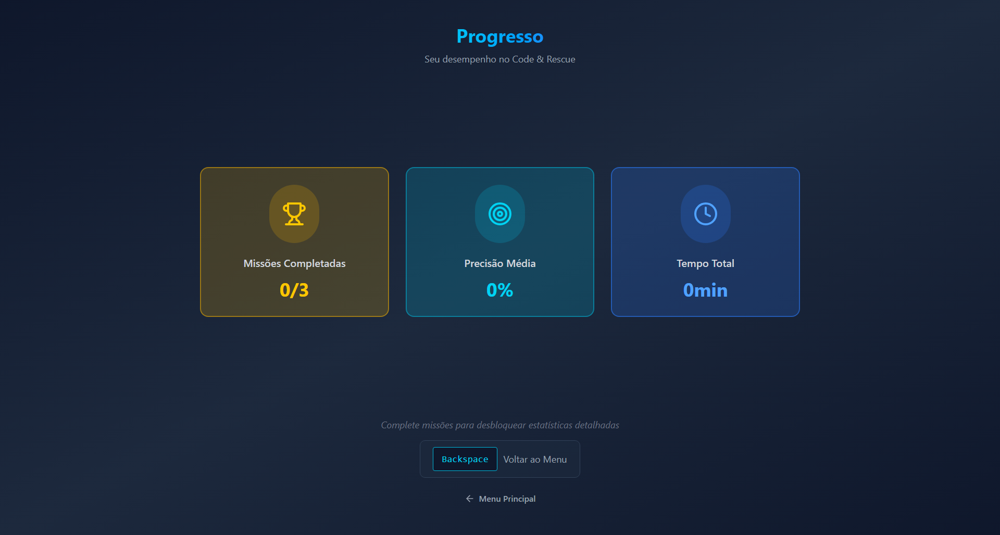 Progresso
Seu desempenho no Code & Rescue
Missões Completadas
0/3
Precisão Média
0%
Tempo Total
0min
Complete missões para desbloquear estatísticas detalhadas
Backspace Voltar ao Menu
Menu Principal